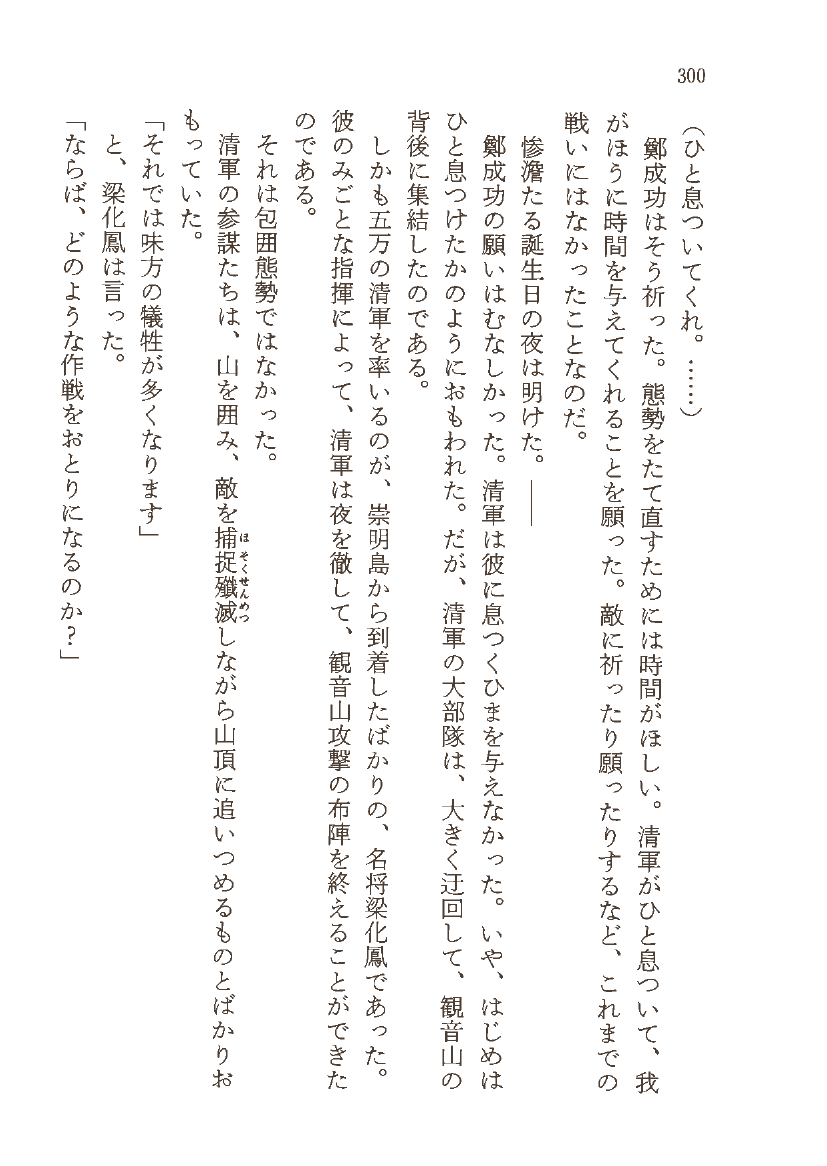 300
(ひと息ついてくれ。……)
鄭成功はそう祈った。態勢をたて直すためには時間がほしい。清軍がひと息ついて、我
がほうに時間を与えてくれることを願った。敵に祈ったり願ったりするなど、これまでの
戦いにはなかったことなのだ。
惨澹たる誕生日の夜は明けた。――
鄭成功の願いはむなしかった。清軍は彼に息つくひまを与えなかった。いや、はじめは
ひと息つけたかのようにおもわれた。だが、清軍の大部隊は、大きく迂回して、観音山の
背後に集結したのである。
しかも五万の清軍を率いるのが、崇明島から到着したばかりの、名将梁化鳳であった。
彼のみごとな指揮によって、清軍は夜を徹して、観音山攻撃の布陣を終えることができた
のである。
それは包囲態勢ではなかった。
清軍の参謀たちは、山を囲み、敵を捕捉殲滅しながら山頂に追いつめるものとばかりお
ほそくせんめつ
もっていた。
「それでは味方の犠牲が多くなります」
と、梁化鳳は言った。
「ならば、どのような作戦をおとりになるのか?」